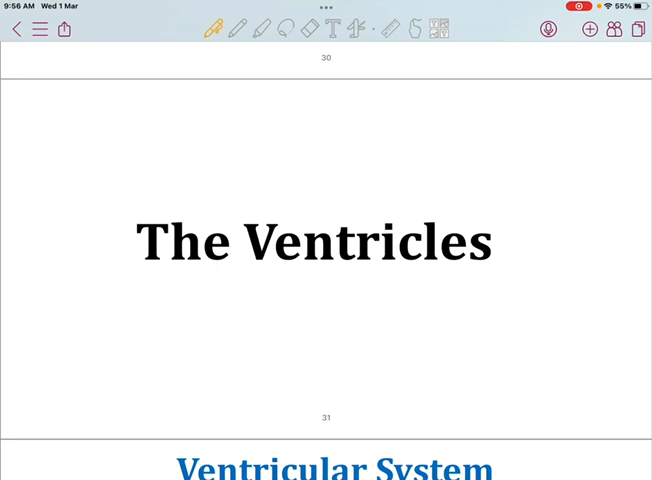 9:56 AM Wed 1 Mar
55%
30
The Ventricles
31
Ventricular System